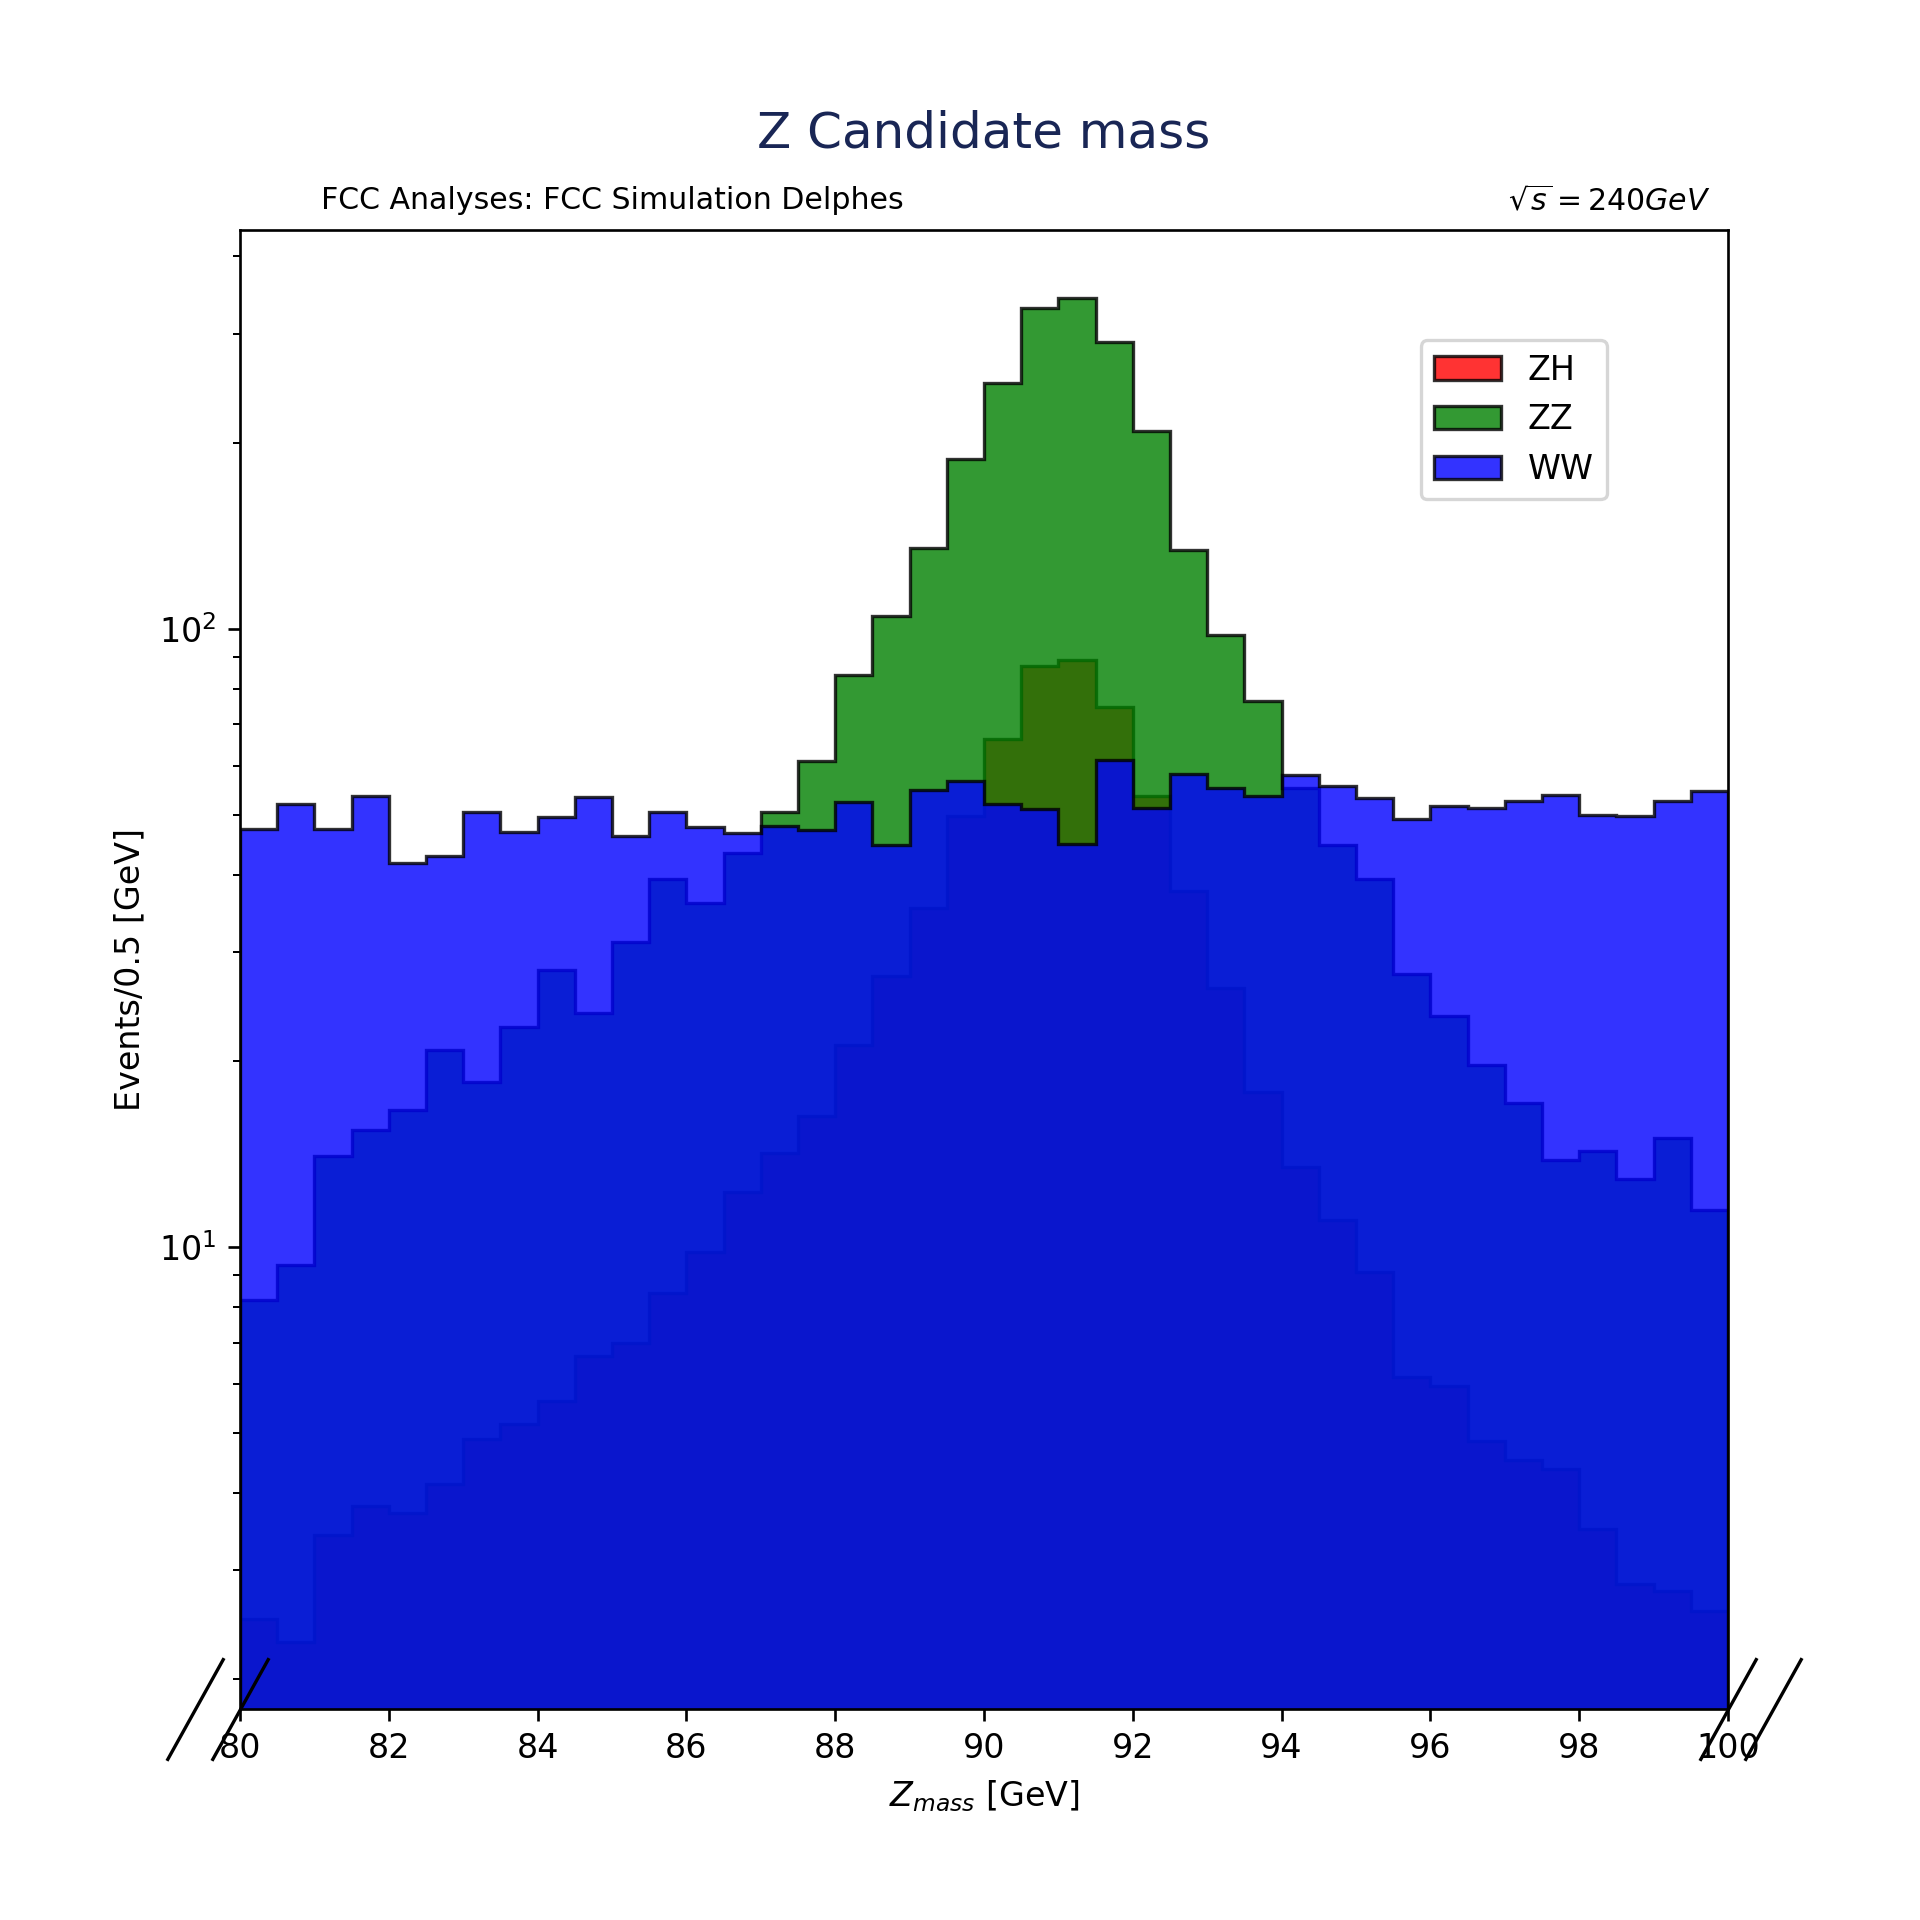 Z Candidate mass
FCC Analyses: FCC Simulation Delphes
√s = 240GeV
ZH
ZZ
WW
10²
10¹
Events/0.5 [GeV]
80 82 84 86 88 90 92 94 96 98 100
Z_mass [GeV]